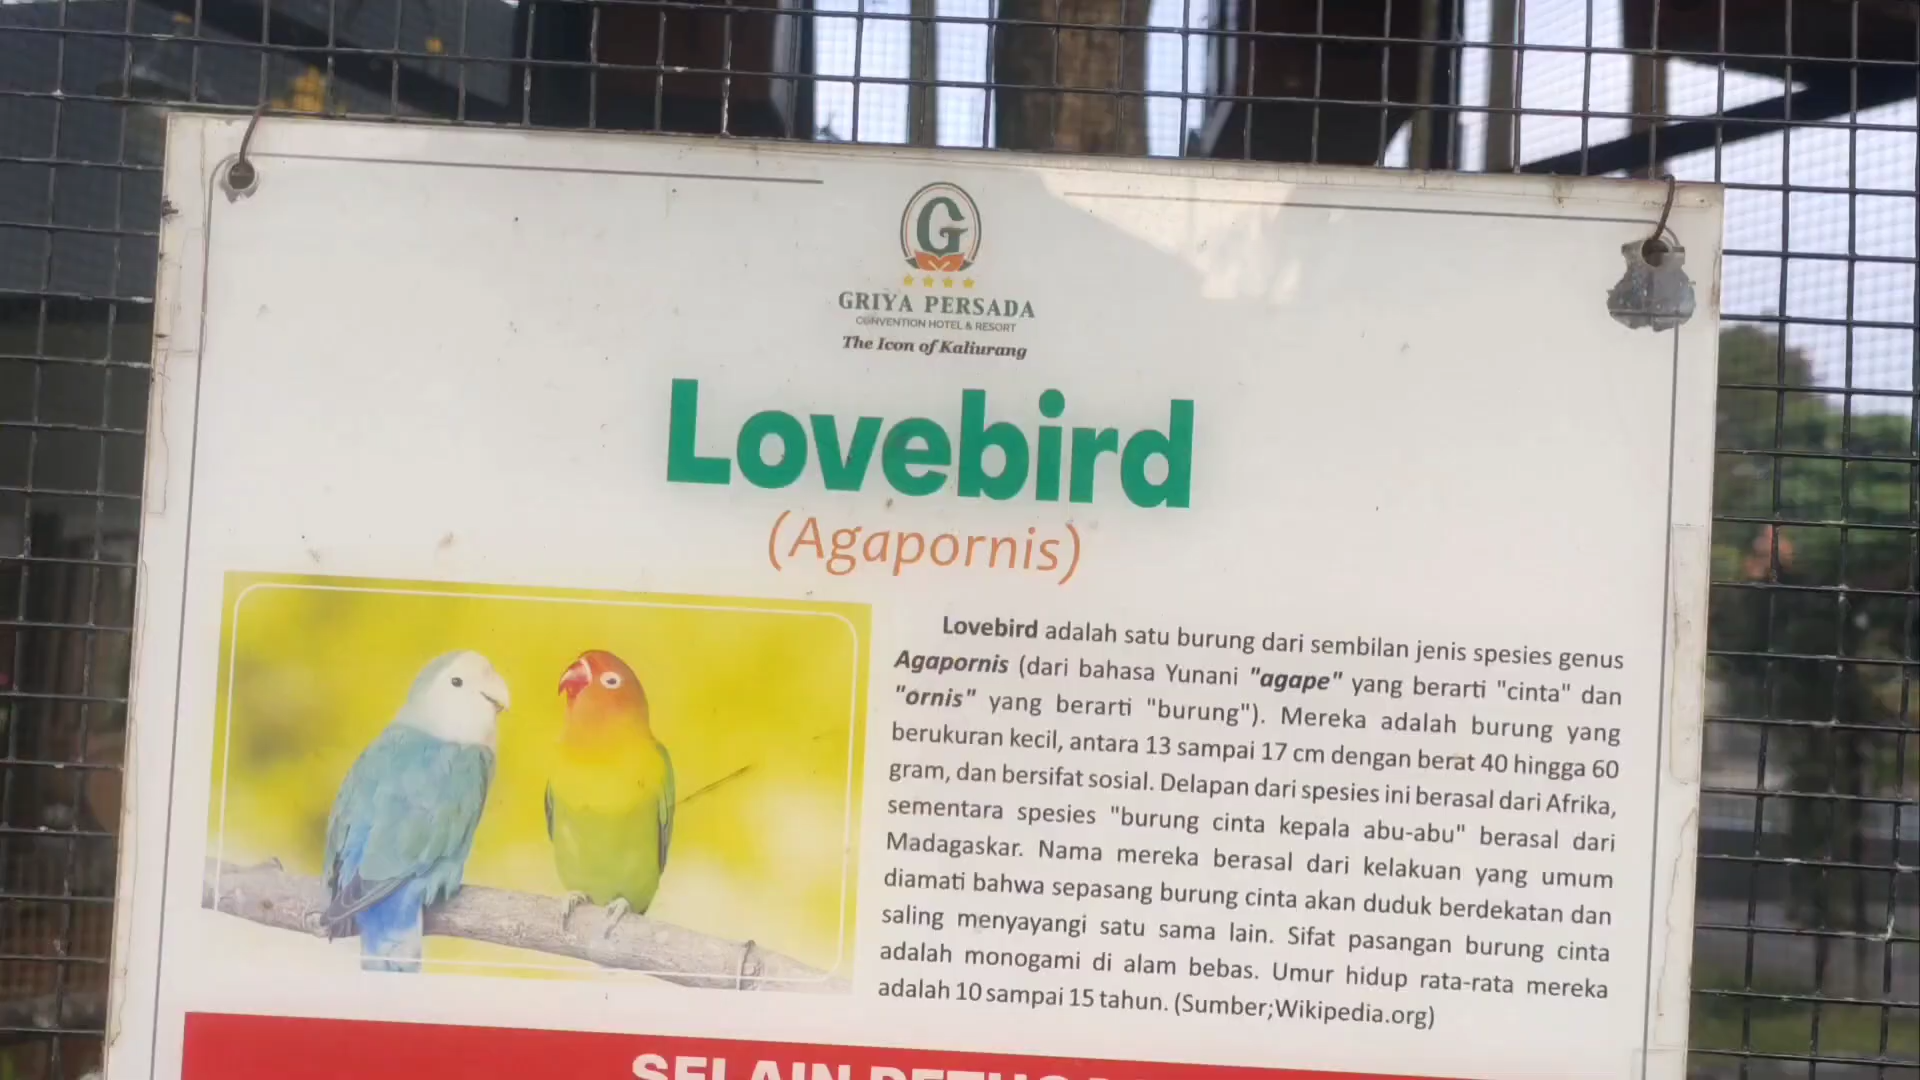 G
GRIYA PERSADA
CONVENTION HOTEL & RESORT
The Icon of Kaliurang
Lovebird
(Agapornis)
Lovebird adalah satu burung dari sembilan jenis spesies genus
Agapornis (dari bahasa Yunani "agape" yang berarti "cinta" dan
"ornis" yang berarti "burung"). Mereka adalah burung yang
berukuran kecil, antara 13 sampai 17 cm dengan berat 40 hingga 60
gram, dan bersifat sosial. Delapan dari spesies ini berasal dari Afrika,
sementara spesies "burung cinta kepala abu-abu" berasal dari
Madagaskar. Nama mereka berasal dari kelakuan yang umum
diamati bahwa sepasang burung cinta akan duduk berdekatan dan
saling menyayangi satu sama lain. Sifat pasangan burung cinta
adalah monogami di alam bebas. Umur hidup rata-rata mereka
adalah 10 sampai 15 tahun. (Sumber;Wikipedia.org)
SELAIN